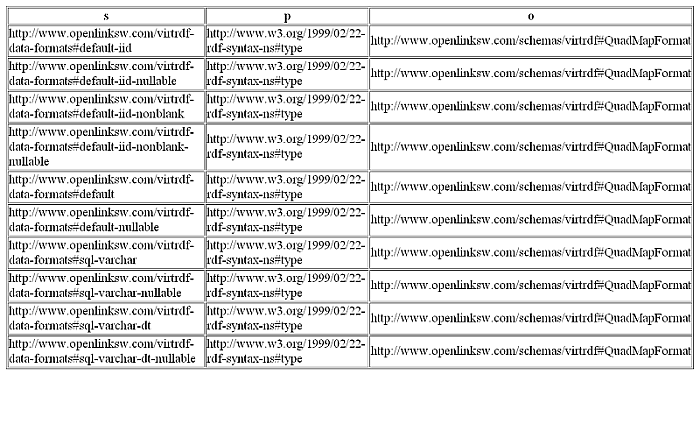 s p o
http://www.openlinksw.com/virtrdf- http://www.w3.org/1999/02/22- http://www.openlinksw.com/schemas/virtrdf#QuadMapFormat
data-formats#default-iid rdf-syntax-ns#type
http://www.openlinksw.com/virtrdf- http://www.w3.org/1999/02/22- http://www.openlinksw.com/schemas/virtrdf#QuadMapFormat
data-formats#default-iid-nullable rdf-syntax-ns#type
http://www.openlinksw.com/virtrdf- http://www.w3.org/1999/02/22- http://www.openlinksw.com/schemas/virtrdf#QuadMapFormat
data-formats#default-iid-nonblank rdf-syntax-ns#type
http://www.openlinksw.com/virtrdf- http://www.w3.org/1999/02/22- http://www.openlinksw.com/schemas/virtrdf#QuadMapFormat
data-formats#default-iid-nonblank- rdf-syntax-ns#type
nullable
http://www.openlinksw.com/virtrdf- http://www.w3.org/1999/02/22- http://www.openlinksw.com/schemas/virtrdf#QuadMapFormat
data-formats#default rdf-syntax-ns#type
http://www.openlinksw.com/virtrdf- http://www.w3.org/1999/02/22- http://www.openlinksw.com/schemas/virtrdf#QuadMapFormat
data-formats#default-nullable rdf-syntax-ns#type
http://www.openlinksw.com/virtrdf- http://www.w3.org/1999/02/22- http://www.openlinksw.com/schemas/virtrdf#QuadMapFormat
data-formats#sql-varchar rdf-syntax-ns#type
http://www.openlinksw.com/virtrdf- http://www.w3.org/1999/02/22- http://www.openlinksw.com/schemas/virtrdf#QuadMapFormat
data-formats#sql-varchar-nullable rdf-syntax-ns#type
http://www.openlinksw.com/virtrdf- http://www.w3.org/1999/02/22- http://www.openlinksw.com/schemas/virtrdf#QuadMapFormat
data-formats#sql-varchar-dt rdf-syntax-ns#type
http://www.openlinksw.com/virtrdf- http://www.w3.org/1999/02/22- http://www.openlinksw.com/schemas/virtrdf#QuadMapFormat
data-formats#sql-varchar-dt-nullable rdf-syntax-ns#type